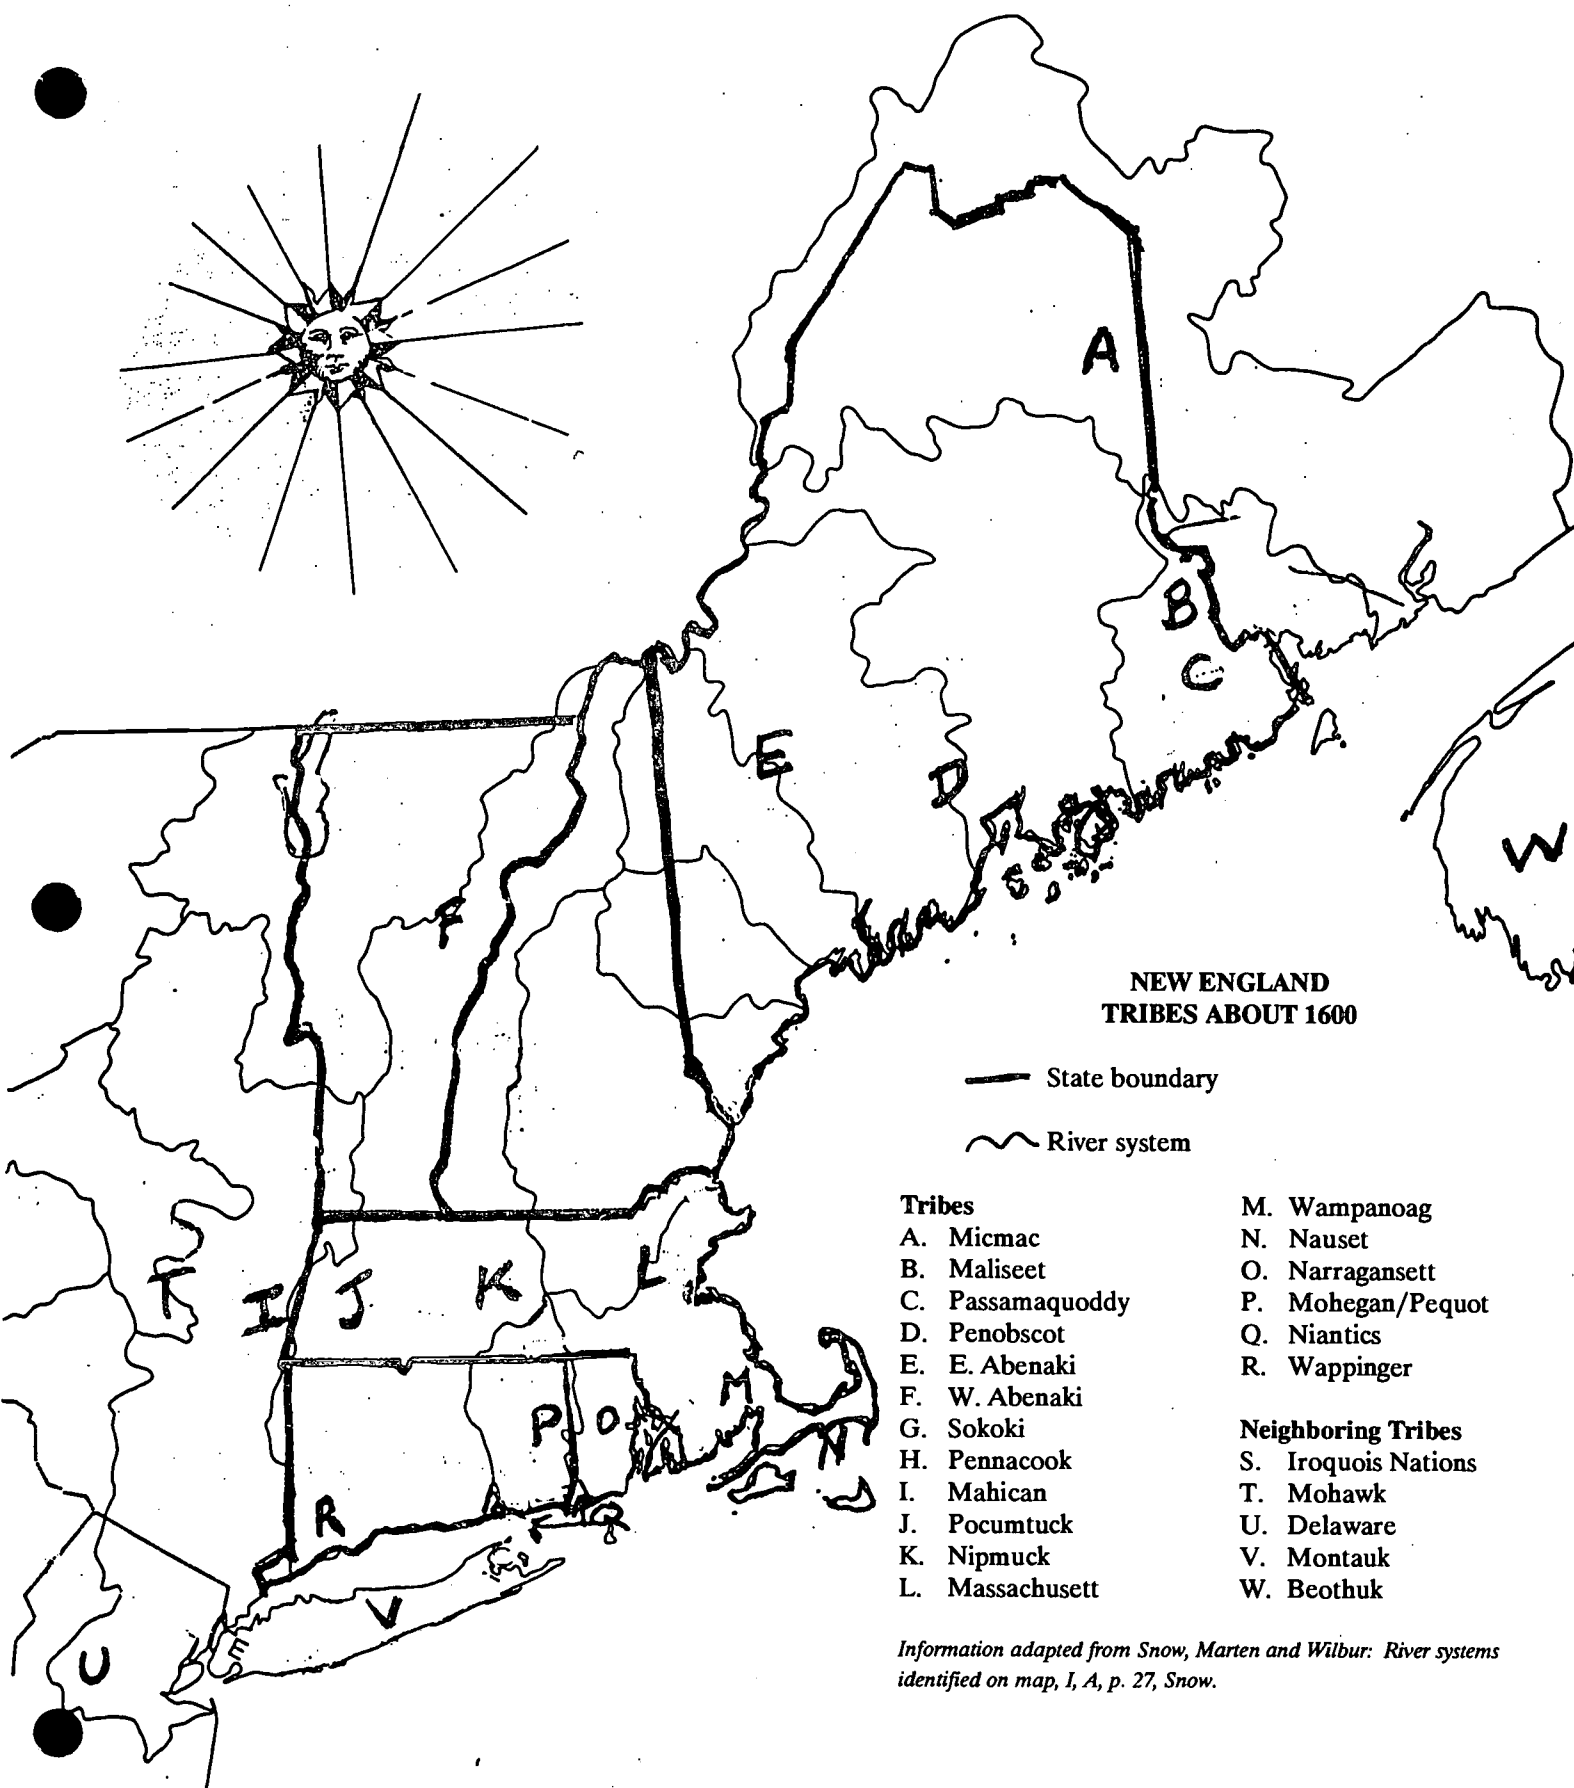 A
B
C
E
D
W
F
NEW ENGLAND
TRIBES ABOUT 1600
State boundary
River system
T
I
J
K
L
M
P
O
N
R
Q
V
U
Tribes
A. Micmac
B. Maliseet
C. Passamaquoddy
D. Penobscot
E. E. Abenaki
F. W. Abenaki
G. Sokoki
H. Pennacook
I. Mahican
J. Pocumtuck
K. Nipmuck
L. Massachusett
M. Wampanoag
N. Nauset
O. Narragansett
P. Mohegan/Pequot
Q. Niantics
R. Wappinger
Neighboring Tribes
S. Iroquois Nations
T. Mohawk
U. Delaware
V. Montauk
W. Beothuk
Information adapted from Snow, Marten and Wilbur: River systems
identified on map, I, A, p. 27, Snow.